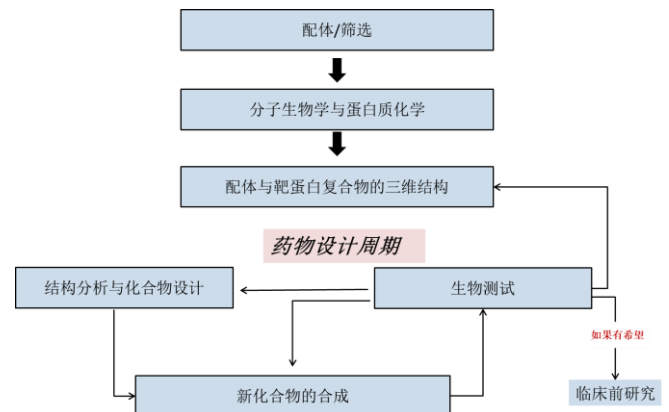 配体/筛选
分子生物学与蛋白质化学
配体与靶蛋白复合物的三维结构
药物设计周期
结构分析与化合物设计
生物测试
如果有希望
新化合物的合成
临床前研究